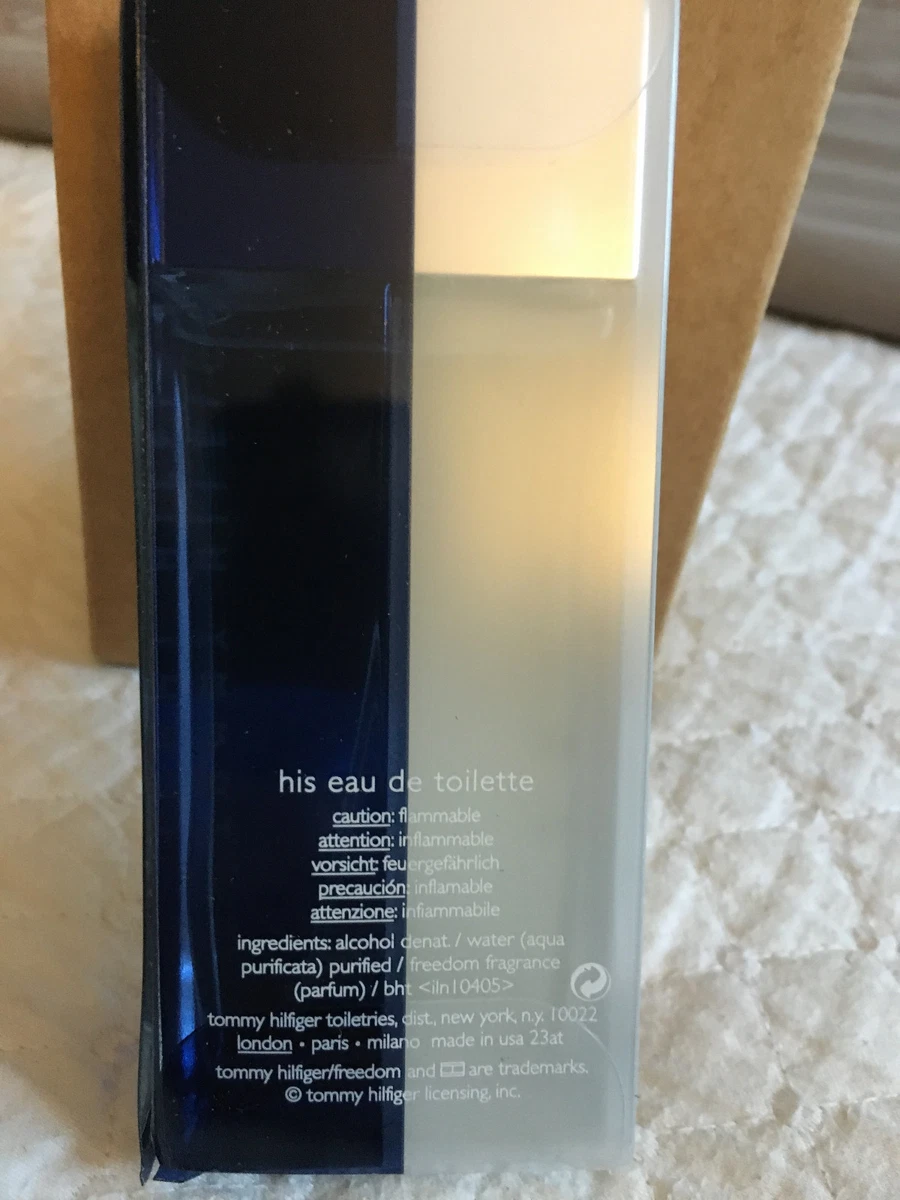 his eau de toilette
caution: flammable
attention: inflammable
vorsicht: feuergefährlich
precaución: inflamable
attenzione: infiammabile
ingredients: alcohol denat. / water (aqua
purificata) purified / freedom fragrance
(parfum) / bht <iln10405>
tommy hilfiger toiletries, dist., new york, n.y. 10022
london • paris • milano made in usa 23at
tommy hilfiger/freedom and are trademarks.
© tommy hilfiger licensing, inc.